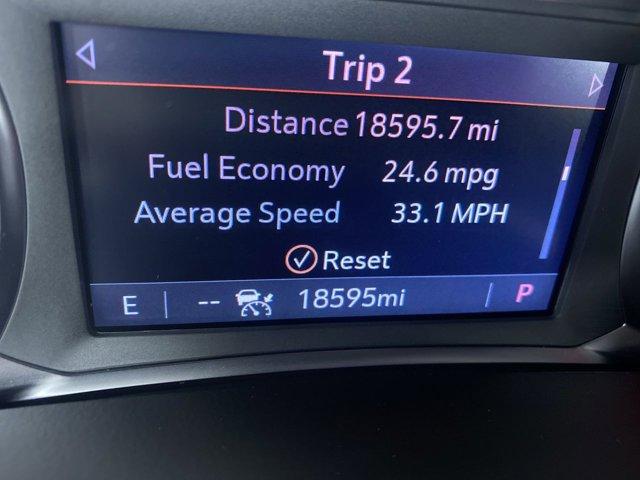 Trip 2
Distance 18595.7 mi
Fuel Economy 24.6 mpg
Average Speed 33.1 MPH
Reset
E -- 18595mi P